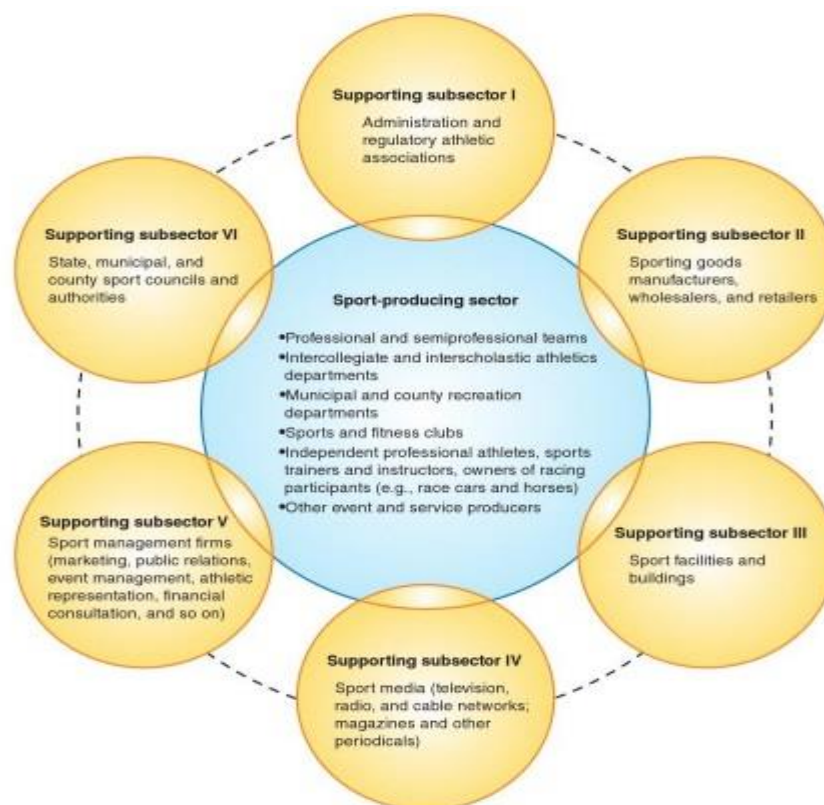 Supporting subsector I
Administration and
regulatory athletic
associations
Supporting subsector VI
State, municipal, and
county sport councils and
authorities
Supporting subsector II
Sporting goods
manufacturers,
wholesalers, and retailers
Sport-producing sector
•Professional and semiprofessional teams
•Intercollegiate and interscholastic athletics
departments
•Municipal and county recreation
departments
•Sports and fitness clubs
•Independent professional athletes, sports
trainers and instructors, owners of racing
participants (e.g., race cars and horses)
•Other event and service producers
Supporting subsector V
Sport management firms
(marketing, public relations,
event management, athletic
representation, financial
consultation, and so on)
Supporting subsector III
Sport facilities and
buildings
Supporting subsector IV
Sport media (television,
radio, and cable networks;
magazines and other
periodicals)